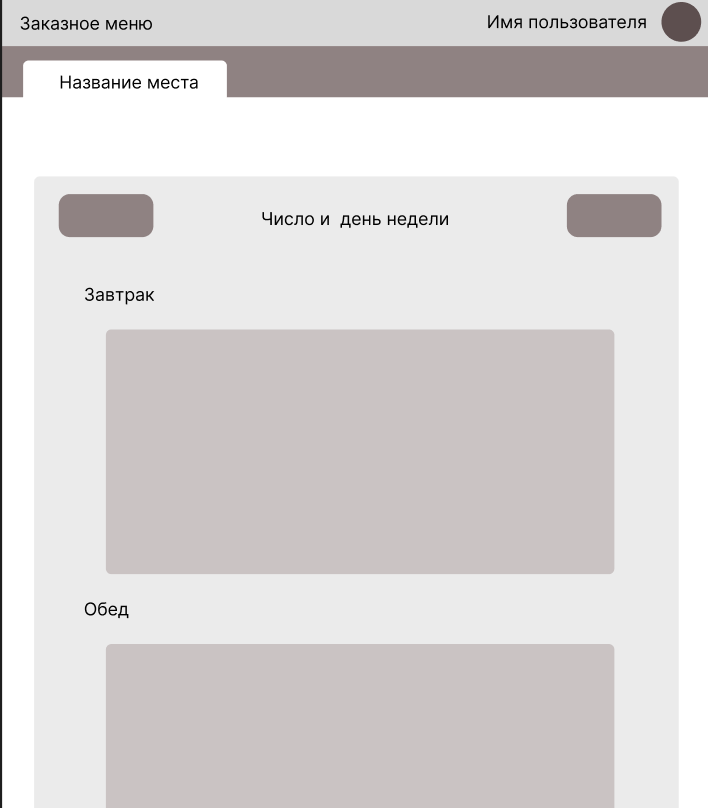 Заказное меню
Имя пользователя
Название места
Число и  день недели
Завтрак
Обед